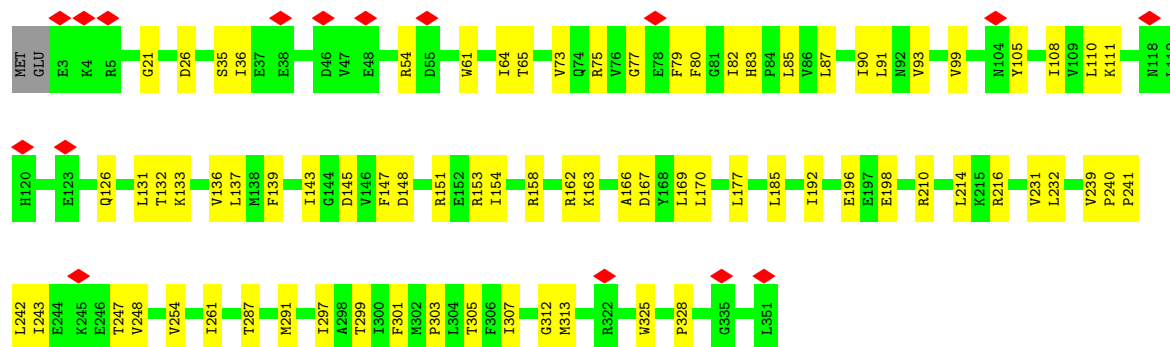 MET GLU E3 K4 R5 G21 D26 S35 I36 E37 E38 D46 V47 E48 R54 D55 W61 I64 T65 V73 Q74 R75 V76 G77 E78 F79 F80 G81 I82 H83 P84 L85 V86 L87 I90 L91 N92 V93 V99 N104 Y105 I108 V109 L110 K111 N118 L119
H120 E123 Q126 L131 T132 K133 V136 L137 M138 F139 I143 G144 D145 V146 F147 D148 R151 E152 R153 I154 R158 R162 K163 A166 D167 Y168 L169 L170 L177 L185 I192 E196 E197 E198 R210 L214 K215 R216 V231 L232 V239 P240 P241
L242 I243 E244 K245 E246 T247 V248 V254 I261 T287 M291 I297 A298 T299 I300 F301 M302 P303 L304 T305 F306 I307 G312 M313 R322 W325 P328 G335 L351